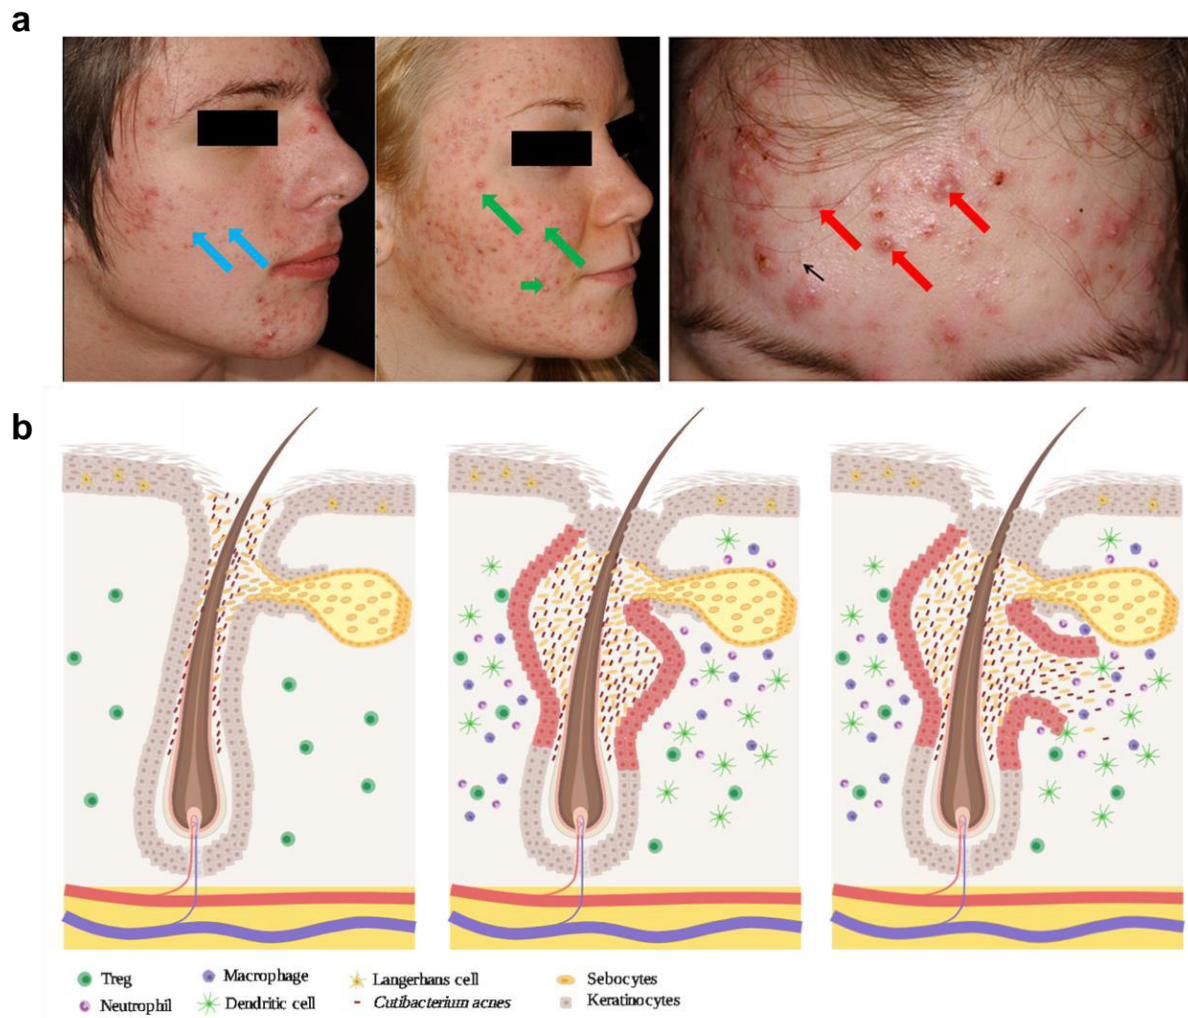 a
b
Treg
Macrophage
Langerhans cell
Sebocytes
Neutrophil
Dendritic cell
Cutibacterium acnes
Keratinocytes